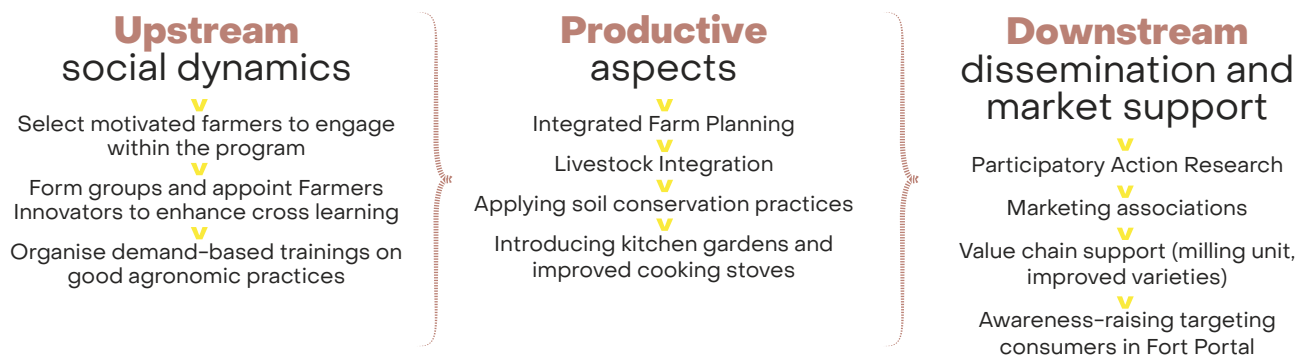 Upstream
social dynamics
v
Select motivated farmers to engage
within the program
v
Form groups and appoint Farmers
Innovators to enhance cross learning
v
Organise demand-based trainings on
good agronomic practices
Productive
aspects
v
Integrated Farm Planning
v
Livestock Integration
v
Applying soil conservation practices
v
Introducing kitchen gardens and
improved cooking stoves
Downstream
dissemination and
market support
v
Participatory Action Research
v
Marketing associations
v
Value chain support (milling unit,
improved varieties)
v
Awareness-raising targeting
consumers in Fort Portal